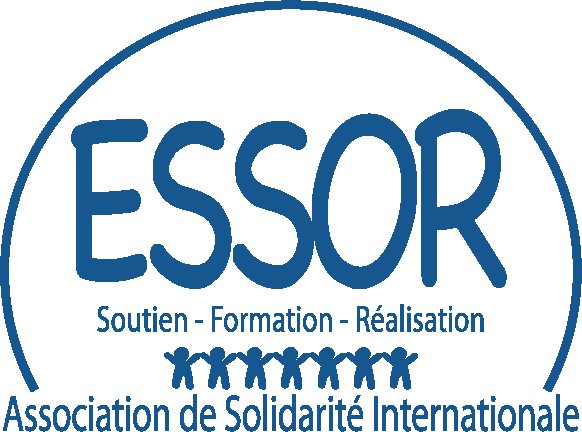 ESSOR
Soutien - Formation - Réalisation
Association de Solidarité Internationale